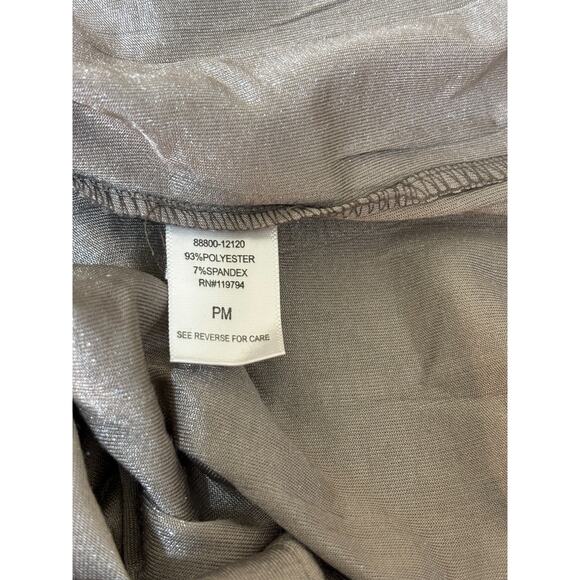 88800-12120
93%POLYESTER
7%SPANDEX
RN#119794
PM
SEE REVERSE FOR CARE